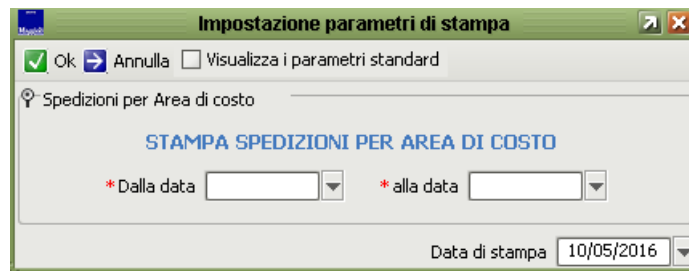 Impostazione parametri di stampa
Ok Annulla Visualizza i parametri standard
Spedizioni per Area di costo
STAMPA SPEDIZIONI PER AREA DI COSTO
*Dalla data *alla data
Data di stampa 10/05/2016